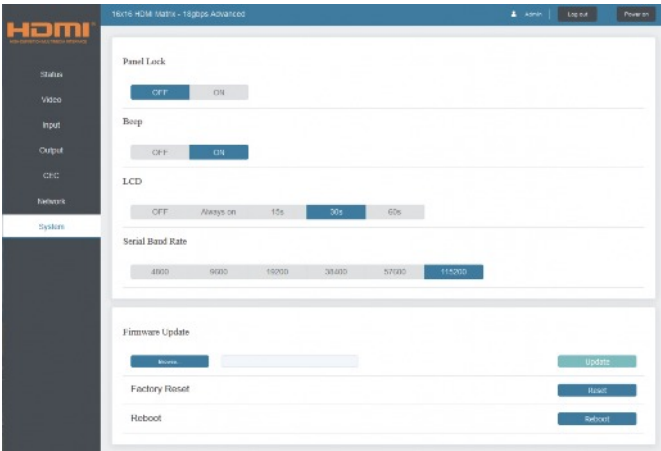 16x16 HDMI Matrix - 18gbps Advanced
Admin
Log out
Power on
HDMI
Status
Video
Input
Output
CEC
Network
System
Panel Lock
OFF ON
Beep
OFF ON
LCD
OFF Always on 15s 30s 60s
Serial Baud Rate
4800 9600 19200 38400 57600 115200
Firmware Update
Update
Factory Reset
Reset
Reboot
Reboot